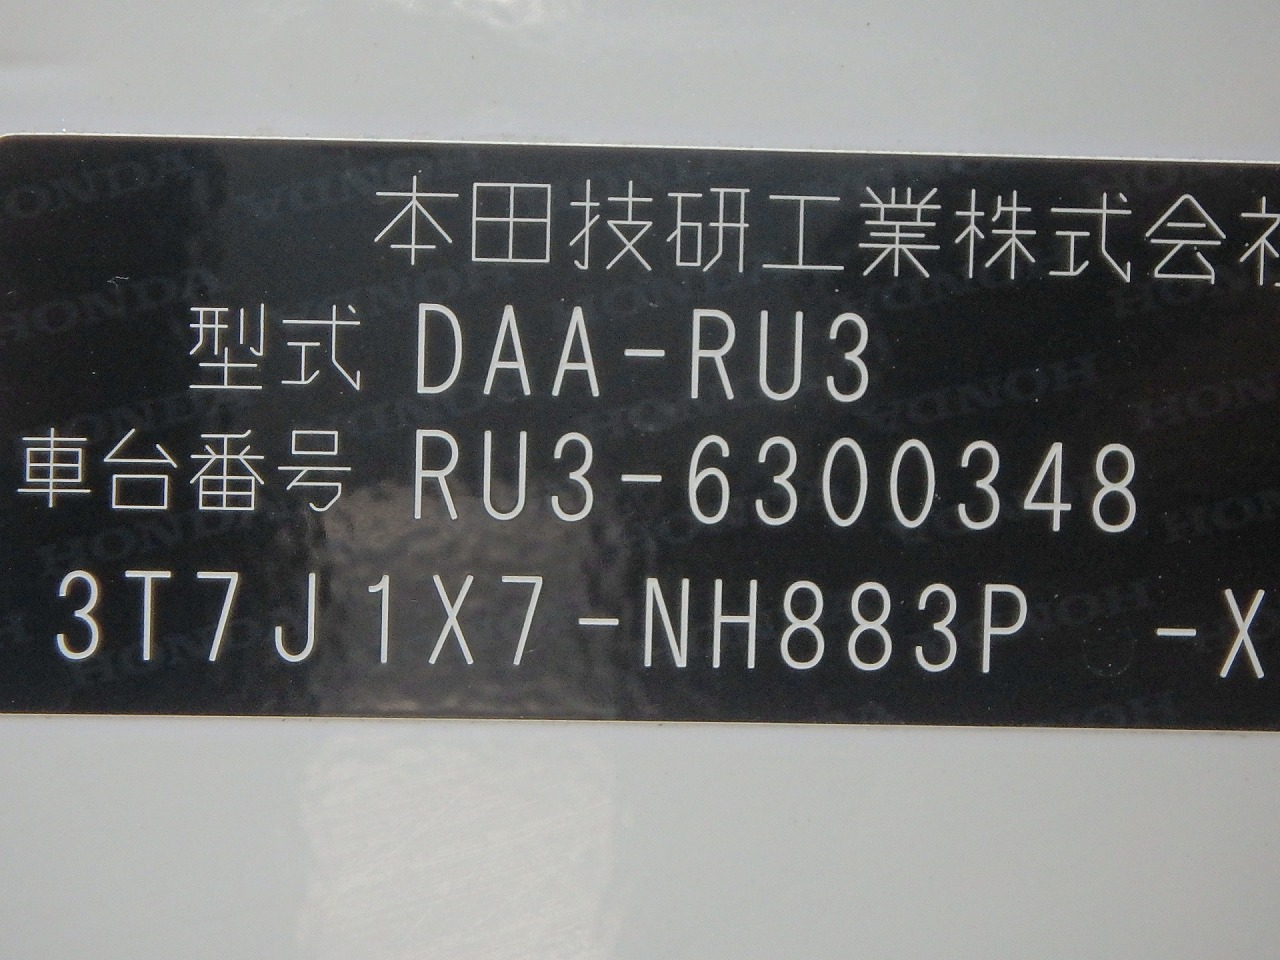 本田技研工業株式会社
型式 DAA-RU3
車台番号 RU3-6300348
3T7J1X7-NH883P -X